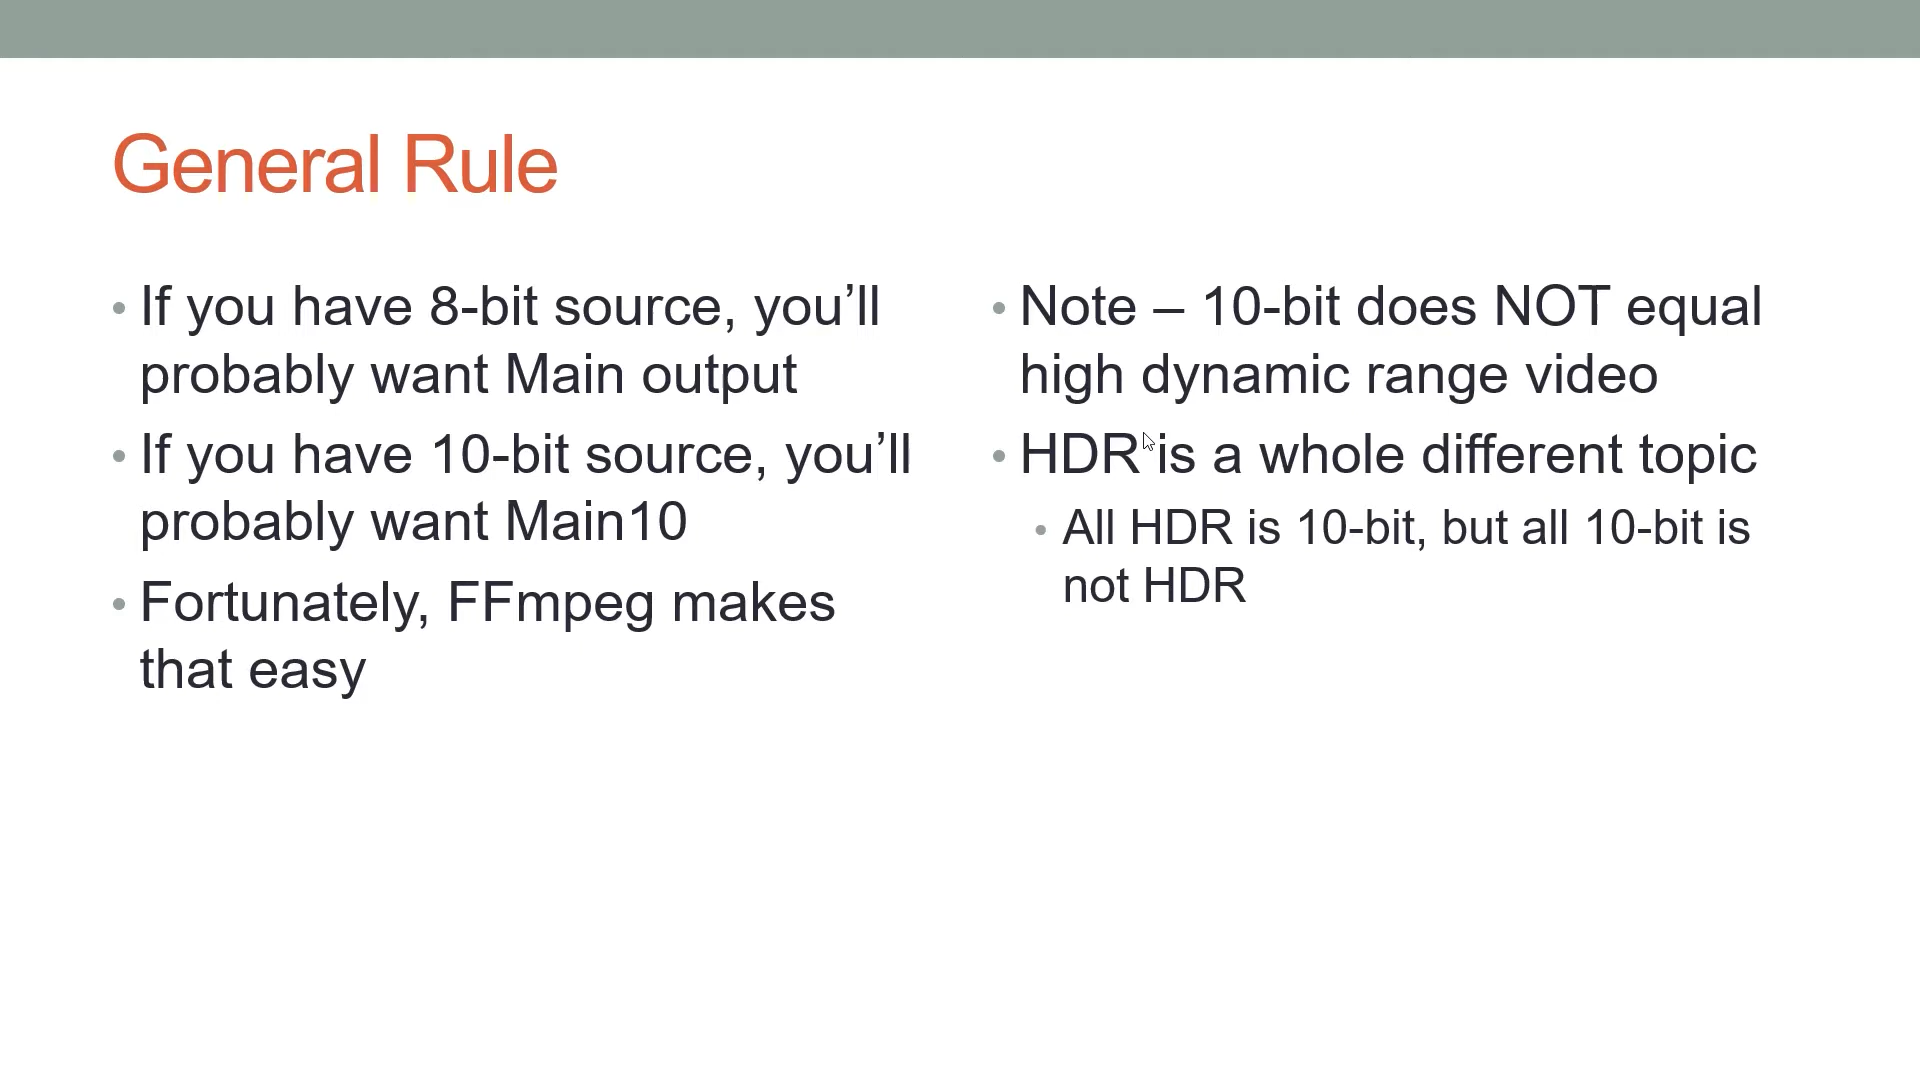 General Rule
• If you have 8-bit source, you’ll
probably want Main output
• If you have 10-bit source, you’ll
probably want Main10
• Fortunately, FFmpeg makes
that easy
• Note – 10-bit does NOT equal
high dynamic range video
• HDR is a whole different topic
• All HDR is 10-bit, but all 10-bit is
not HDR